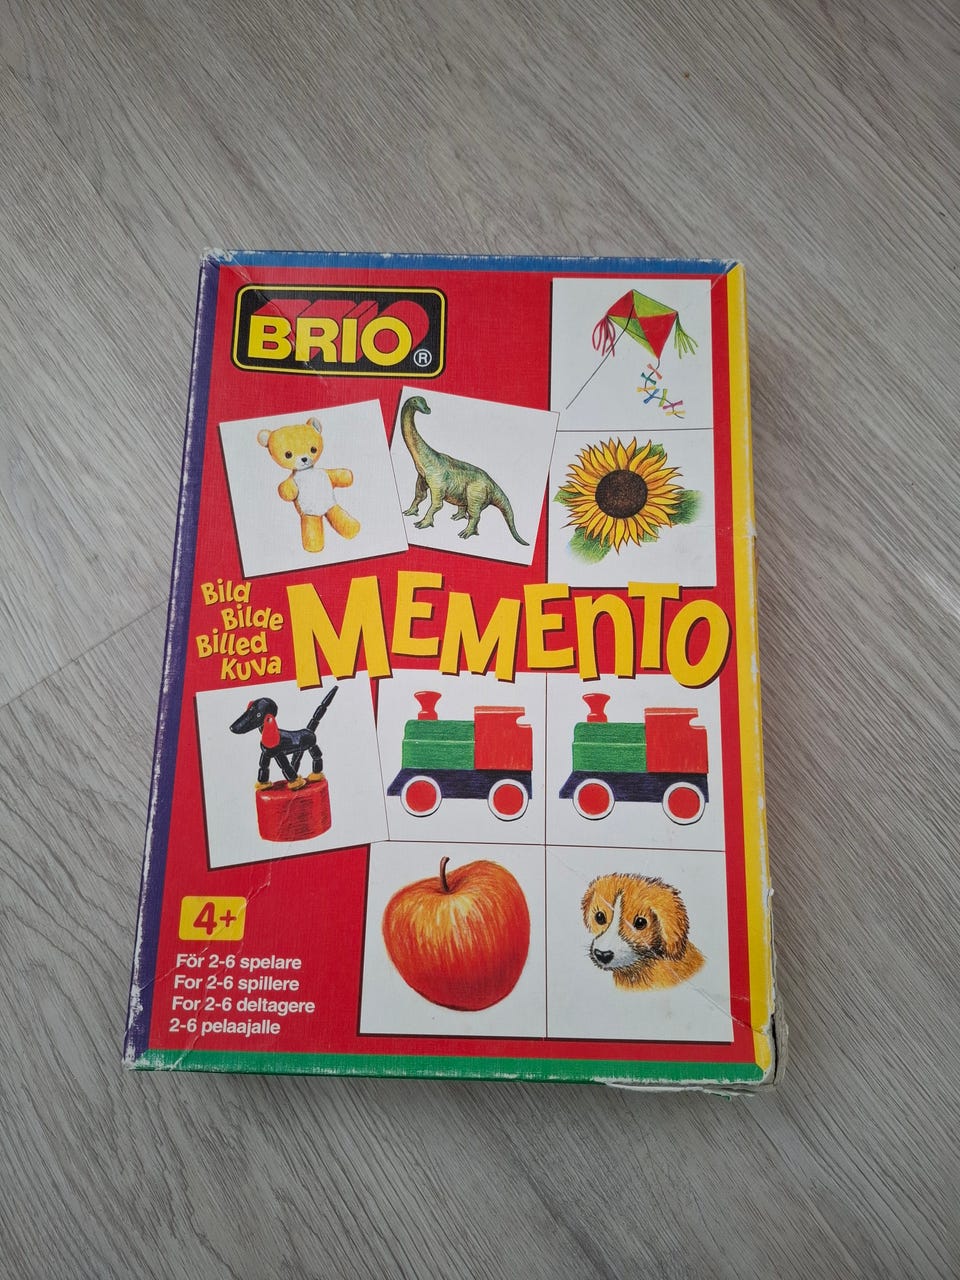 BRIO®
Bild
Bilde
Billed
Kuva
MEMENTO
4+
För 2-6 spelare
For 2-6 spillere
For 2-6 deltagere
2-6 pelaajalle